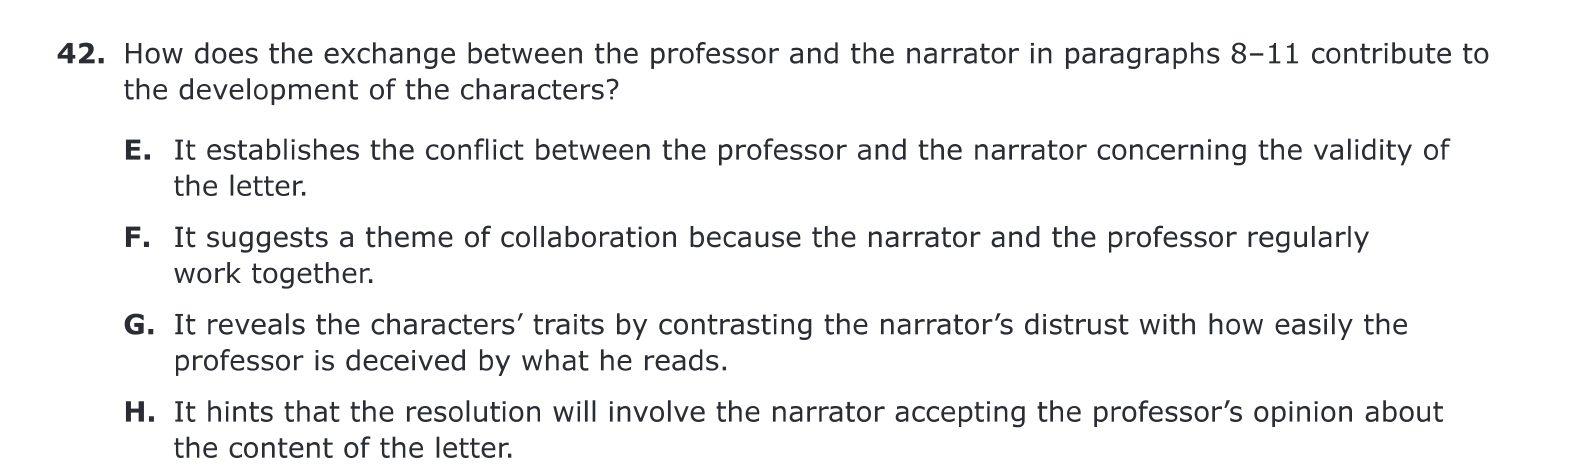 42. How does the exchange between the professor and the narrator in paragraphs 8–11 contribute to
the development of the characters?
E. It establishes the conflict between the professor and the narrator concerning the validity of
the letter.
F. It suggests a theme of collaboration because the narrator and the professor regularly
work together.
G. It reveals the characters’ traits by contrasting the narrator’s distrust with how easily the
professor is deceived by what he reads.
H. It hints that the resolution will involve the narrator accepting the professor’s opinion about
the content of the letter.